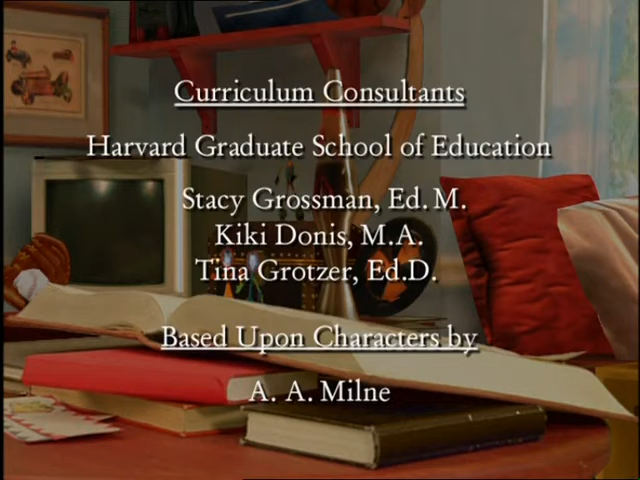 Curriculum Consultants
Harvard Graduate School of Education
Stacy Grossman, Ed. M.
Kiki Donis, M.A.
Tina Grotzer, Ed.D.
Based Upon Characters by
A. A. Milne